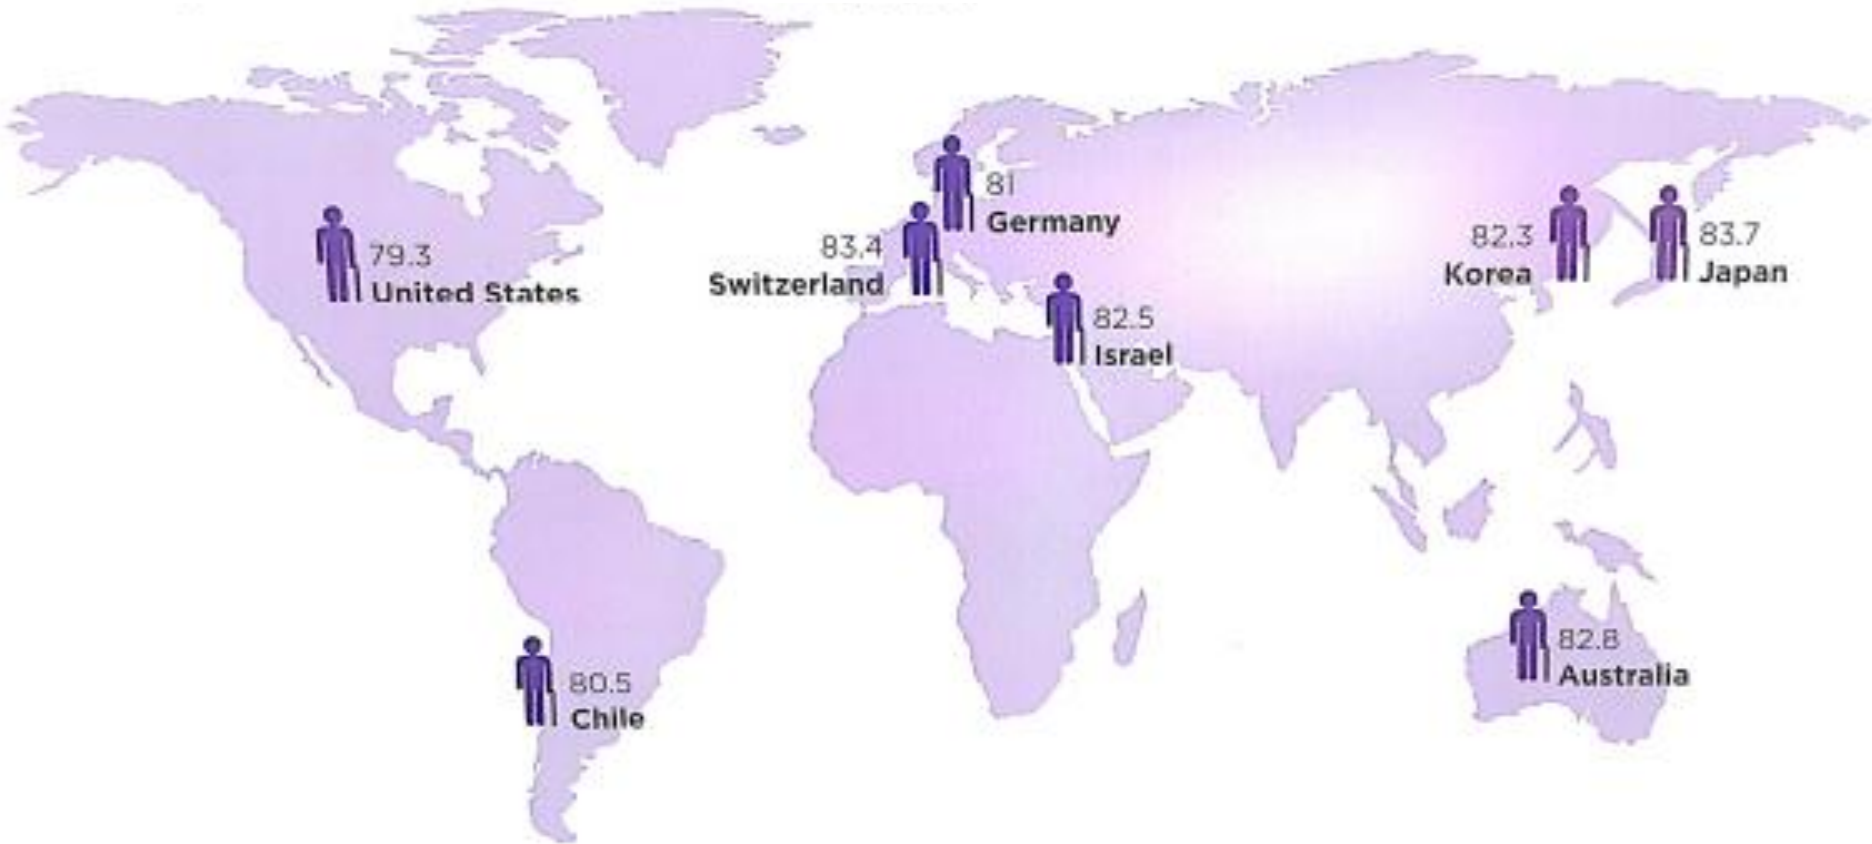 81
Germany
83.4
Switzerland
79.3
United States
82.5
Israel
82.3
Korea
83.7
Japan
80.5
Chile
82.8
Australia